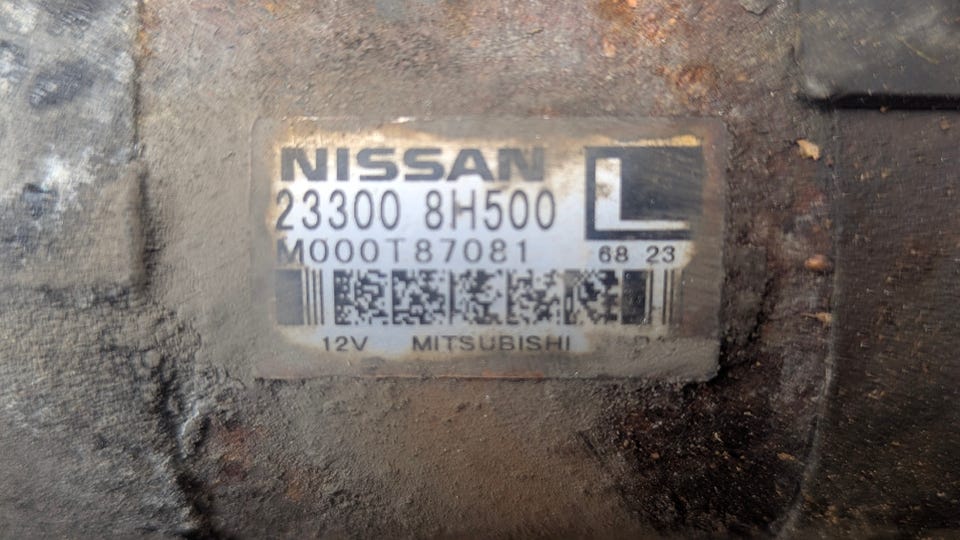 NISSAN
L
23300 8H500
M000T87081
68 23
12V MITSUBISHI